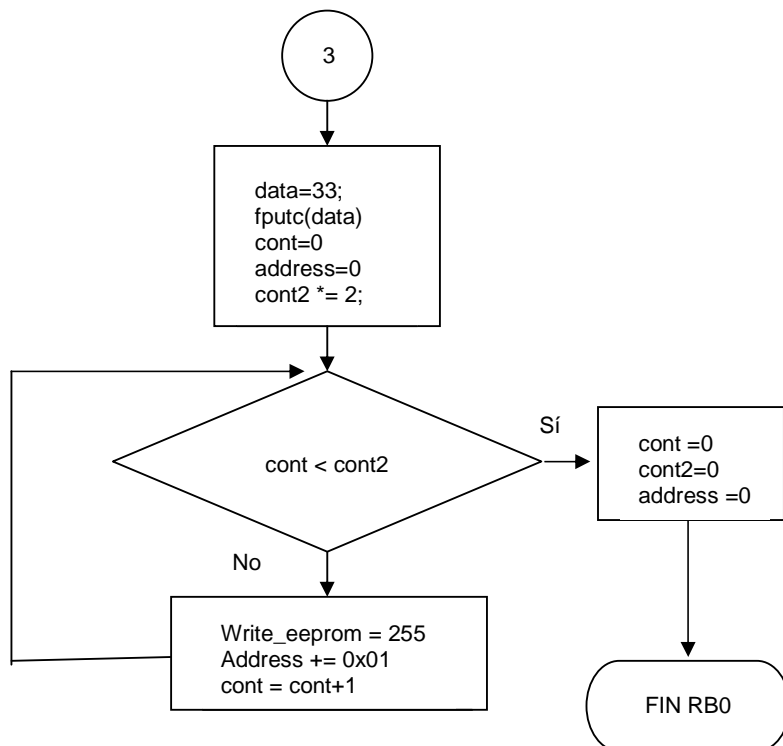 3
data=33;
fputc(data)
cont=0
address=0
cont2 *= 2;
cont < cont2
Sí
cont =0
cont2=0
address =0
No
Write_eeprom = 255
Address += 0x01
cont = cont+1
FIN RB0